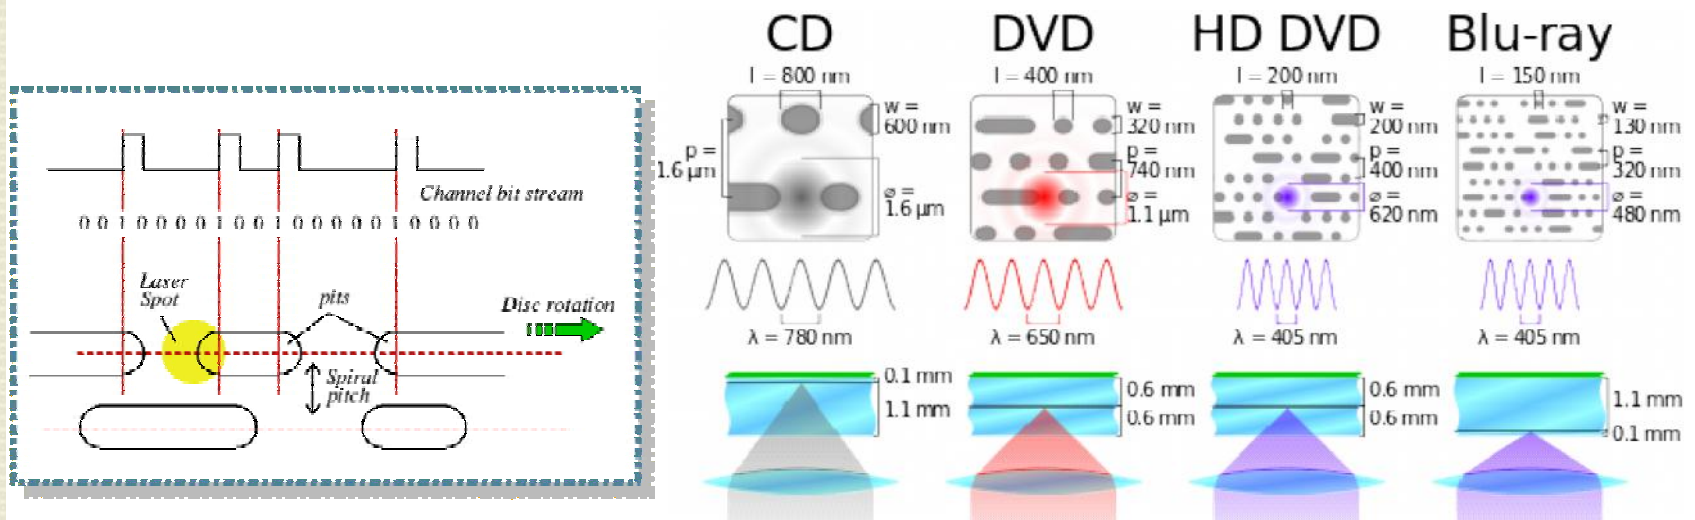 Channel bit stream
0 0 1 0 0 0 0 1 0 0 1 0 0 0 0 0 1 0 0 0 0
Laser
Spot
pits
Disc rotation
Spiral
pitch
CD
l = 800 nm
w =
600 nm
p =
1.6 µm
⌀ =
1.6 µm
λ = 780 nm
0.1 mm
1.1 mm
DVD
l = 400 nm
w =
320 nm
p =
740 nm
⌀ =
1.1 µm
λ = 650 nm
0.6 mm
0.6 mm
HD DVD
l = 200 nm
w =
200 nm
p =
400 nm
⌀ =
620 nm
λ = 405 nm
0.6 mm
0.6 mm
Blu-ray
l = 150 nm
w =
130 nm
p =
320 nm
⌀ =
480 nm
λ = 405 nm
1.1 mm
0.1 mm